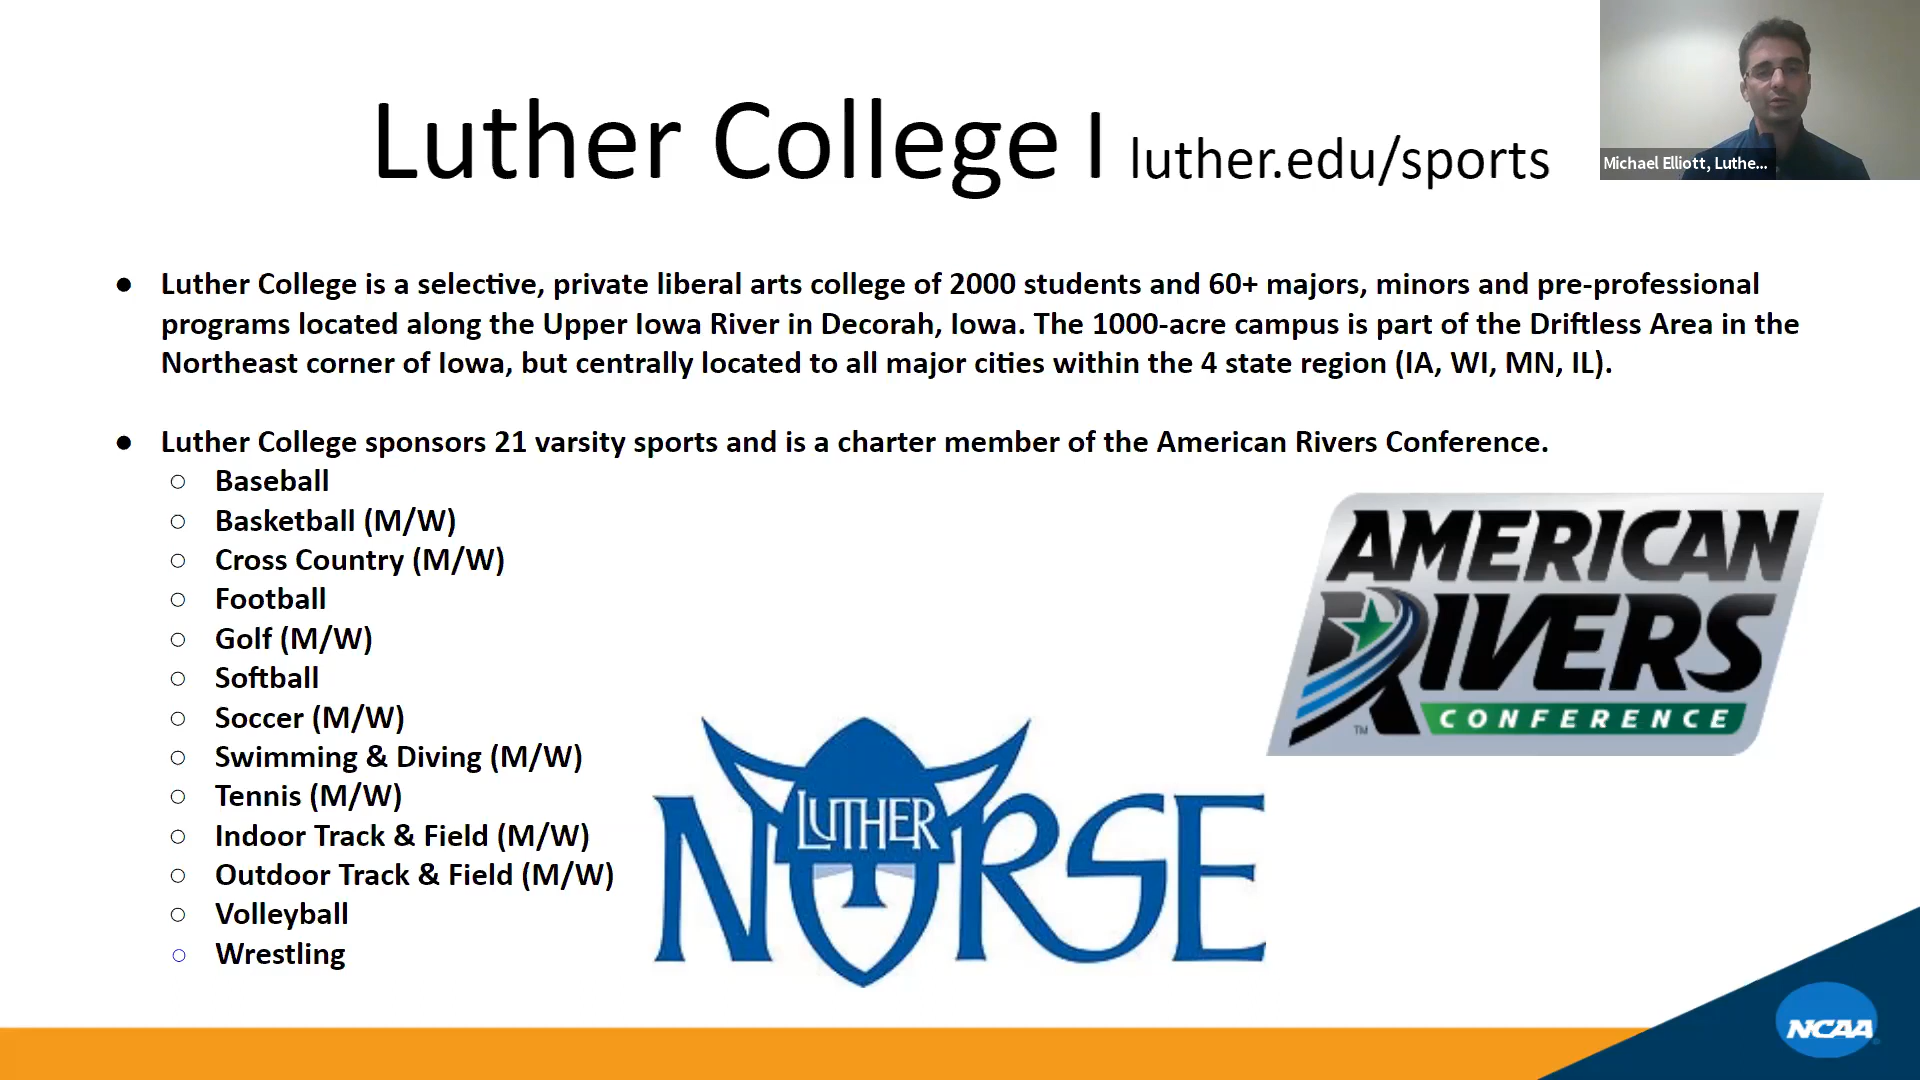 Luther College I luther.edu/sports
Michael Elliott, Luthe...
● Luther College is a selective, private liberal arts college of 2000 students and 60+ majors, minors and pre-professional
programs located along the Upper Iowa River in Decorah, Iowa. The 1000-acre campus is part of the Driftless Area in the
Northeast corner of Iowa, but centrally located to all major cities within the 4 state region (IA, WI, MN, IL).
● Luther College sponsors 21 varsity sports and is a charter member of the American Rivers Conference.
○ Baseball
○ Basketball (M/W)
○ Cross Country (M/W)
○ Football
○ Golf (M/W)
○ Softball
○ Soccer (M/W)
○ Swimming & Diving (M/W)
○ Tennis (M/W)
○ Indoor Track & Field (M/W)
○ Outdoor Track & Field (M/W)
○ Volleyball
○ Wrestling
AMERICAN
RIVERS
CONFERENCE
TM
LUTHER
NORSE
NCAA